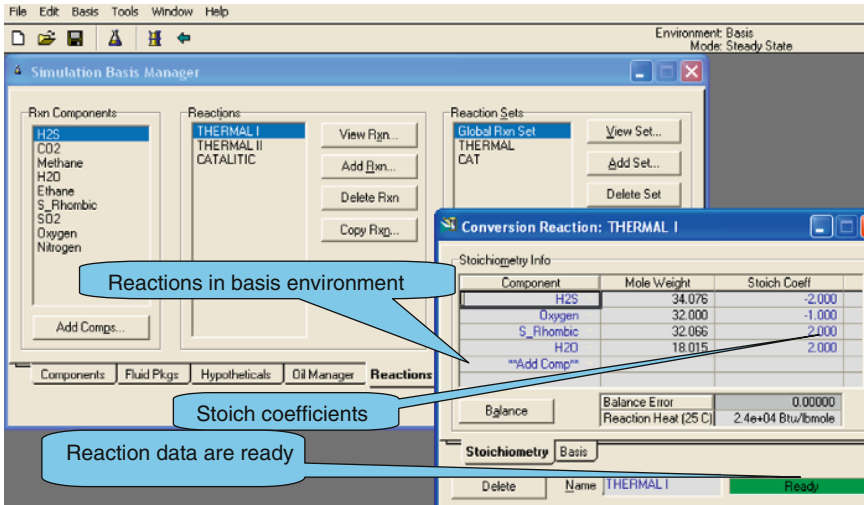 File Edit Basis Tools Window Help
Environment: Basis
Mode: Steady State
Simulation Basis Manager
Rxn Components
H2S
CO2
Methane
H2O
Ethane
S_Rhombic
SO2
Oxygen
Nitrogen
Add Comps...
Reactions
THERMAL I
THERMAL II
CATALITIC
View Rxn...
Add Rxn...
Delete Rxn
Copy Rxn...
Reaction Sets
Global Rxn Set
THERMAL
CAT
View Set...
Add Set...
Delete Set
Components Fluid Pkgs Hypotheticals Oil Manager Reactions
Reactions in basis environment
Stoich coefficients
Reaction data are ready
Conversion Reaction: THERMAL I
Stoichiometry Info
Component Mole Weight Stoich Coeff
H2S 34.076 -2.000
Oxygen 32.000 -1.000
S_Rhombic 32.066 2.000
H2O 18.015 2.000
**Add Comp**
Balance
Balance Error 0.00000
Reaction Heat (25 C) 2.4e+04 Btu/lbmole
Stoichiometry Basis
Delete Name THERMAL I Ready